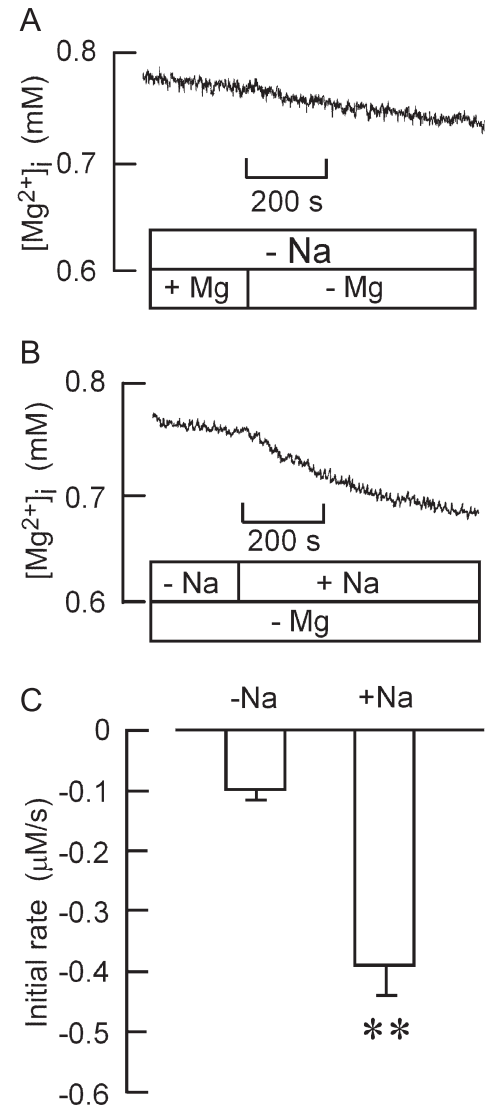 A
0.8
0.7
0.6
[Mg2+]i (mM)
200 s
- Na
+ Mg
- Mg
B
0.8
0.7
0.6
[Mg2+]i (mM)
200 s
- Na
+ Na
- Mg
C
-Na
+Na
0
-0.1
-0.2
-0.3
-0.4
-0.5
-0.6
Initial rate (μM/s)
**